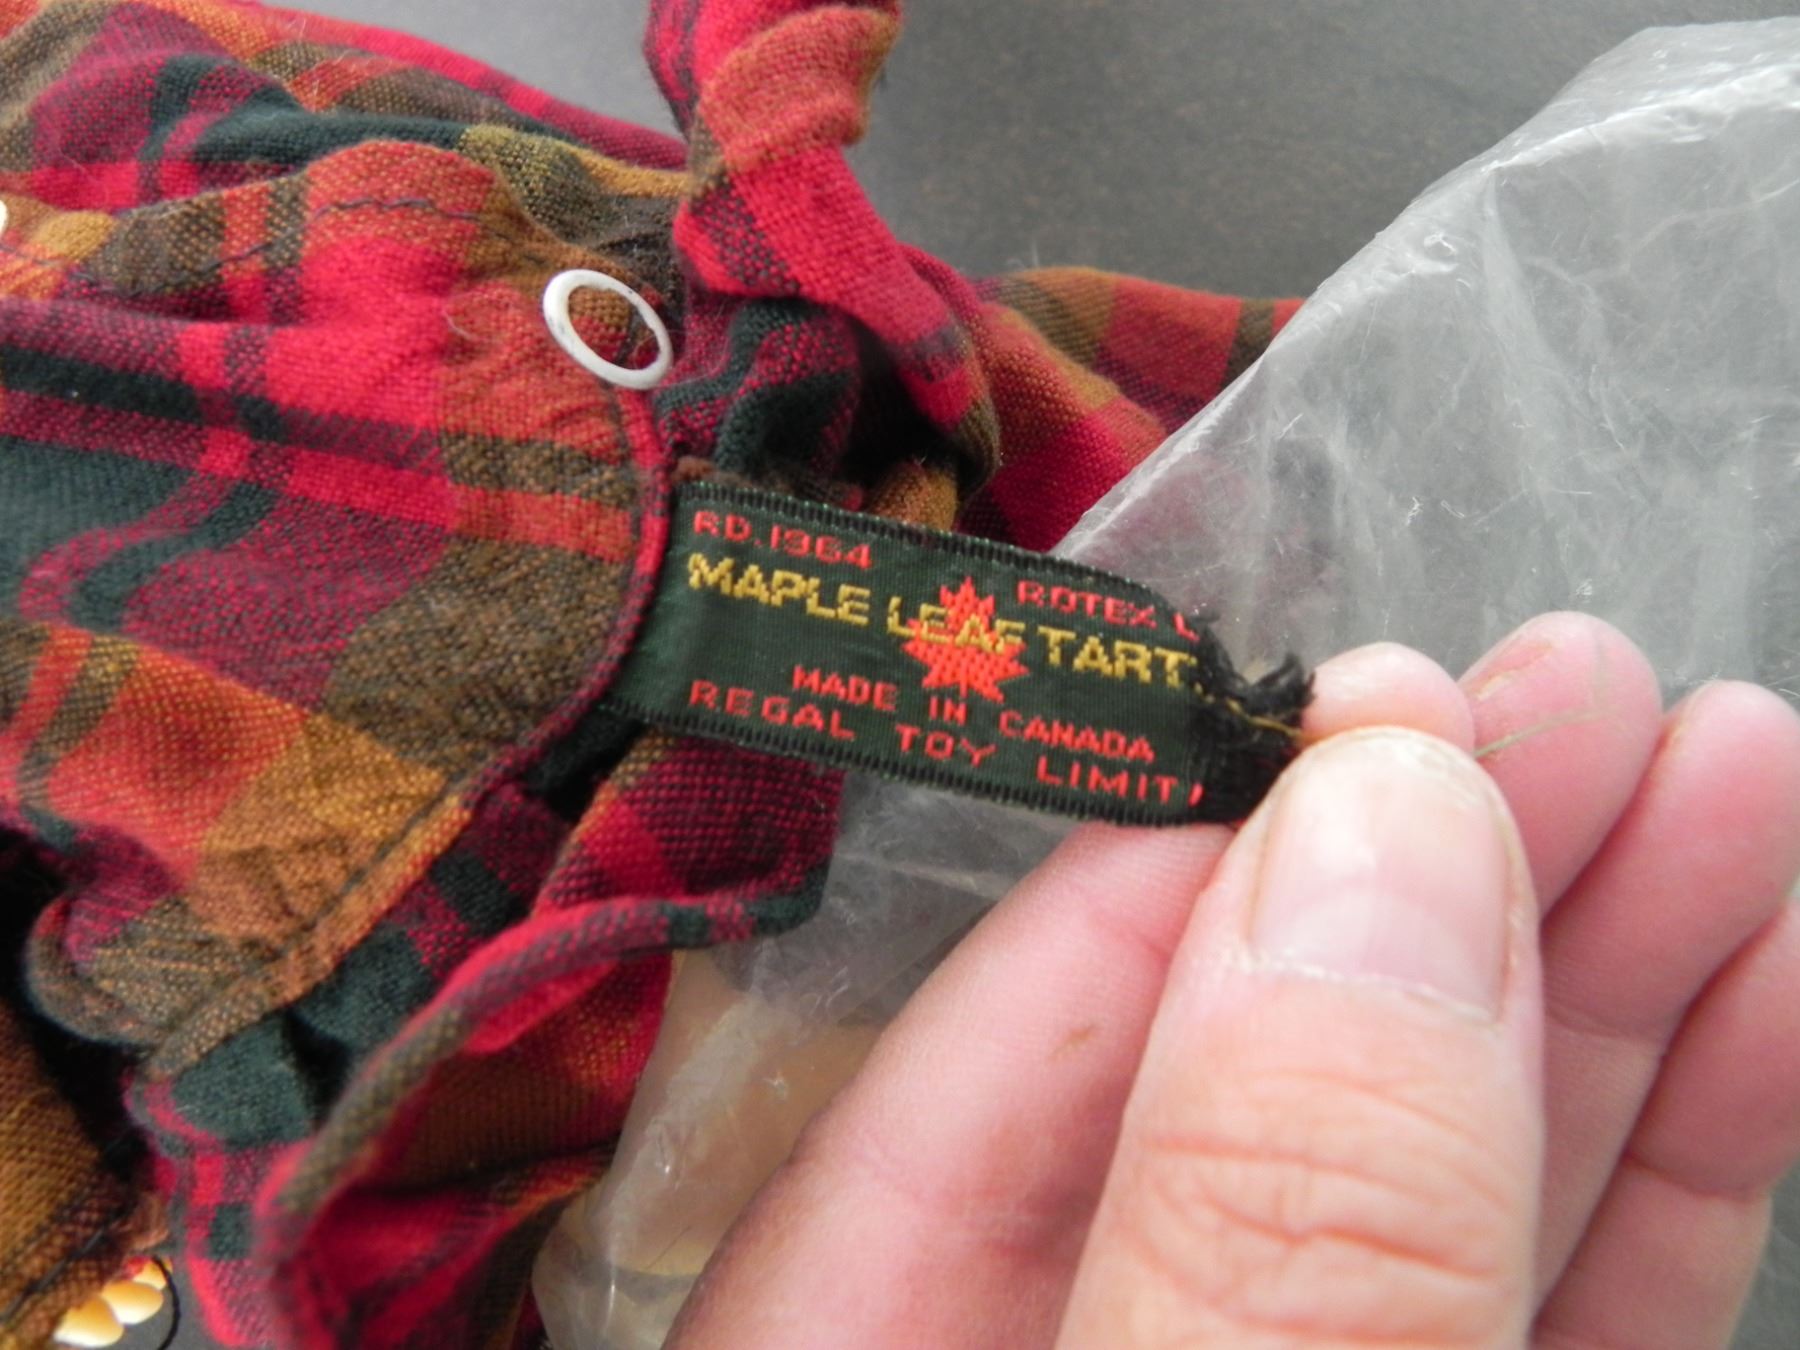 RD. 1964
ROTEX L
MAPLE LEAF TART
MADE IN CANADA
REGAL TOY LIMIT